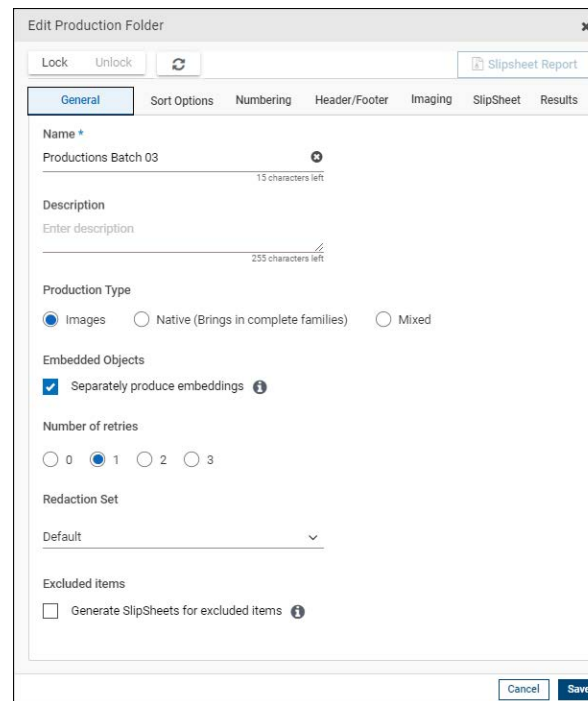 Edit Production Folder
Lock Unlock Slipsheet Report
General Sort Options Numbering Header/Footer Imaging SlipSheet Results
Name *
Productions Batch 03
15 characters left
Description
Enter description
255 characters left
Production Type
Images Native (Brings in complete families) Mixed
Embedded Objects
Separately produce embeddings
Number of retries
0 1 2 3
Redaction Set
Default
Excluded items
Generate SlipSheets for excluded items
Cancel Save